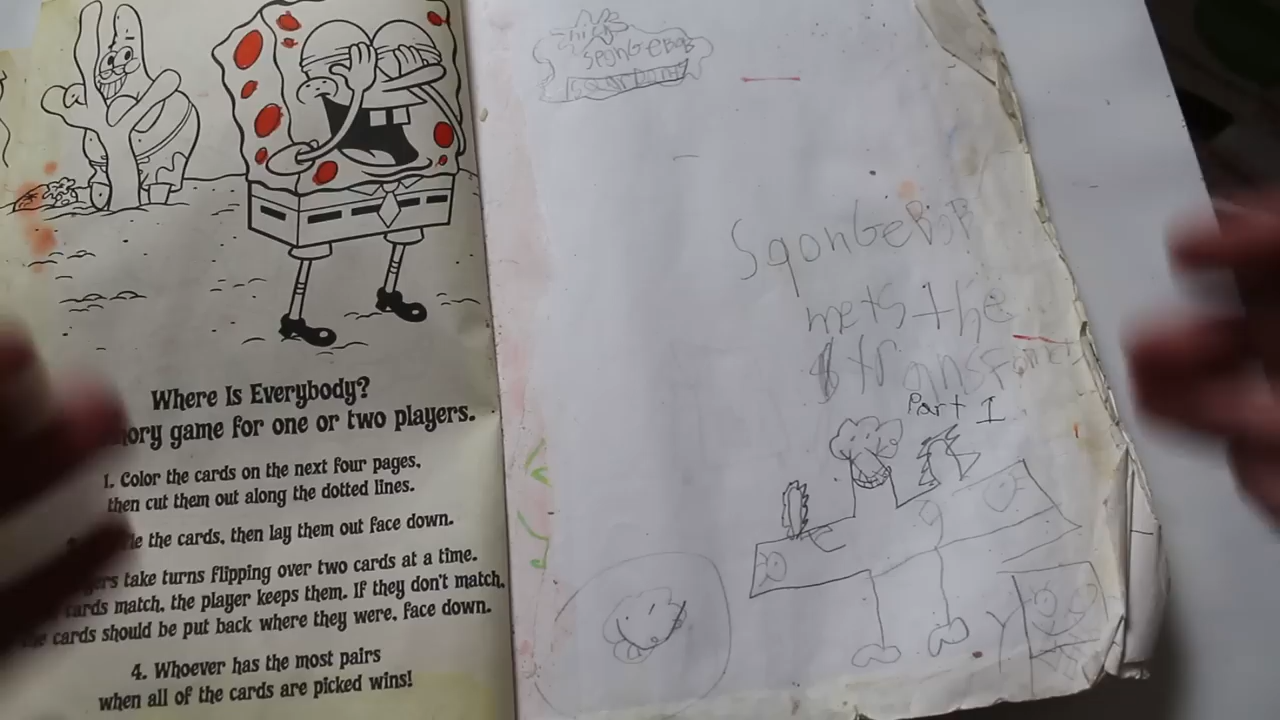 Where Is Everybody?
ory game for one or two players.
1. Color the cards on the next four pages,
then cut them out along the dotted lines.
the cards, then lay them out face down.
take turns flipping over two cards at a time.
cards match, the player keeps them. If they don't match,
cards should be put back where they were, face down.
4. Whoever has the most pairs
when all of the cards are picked wins!
SpongeBob
SqonGeBoB
mets the
transformers
Part I